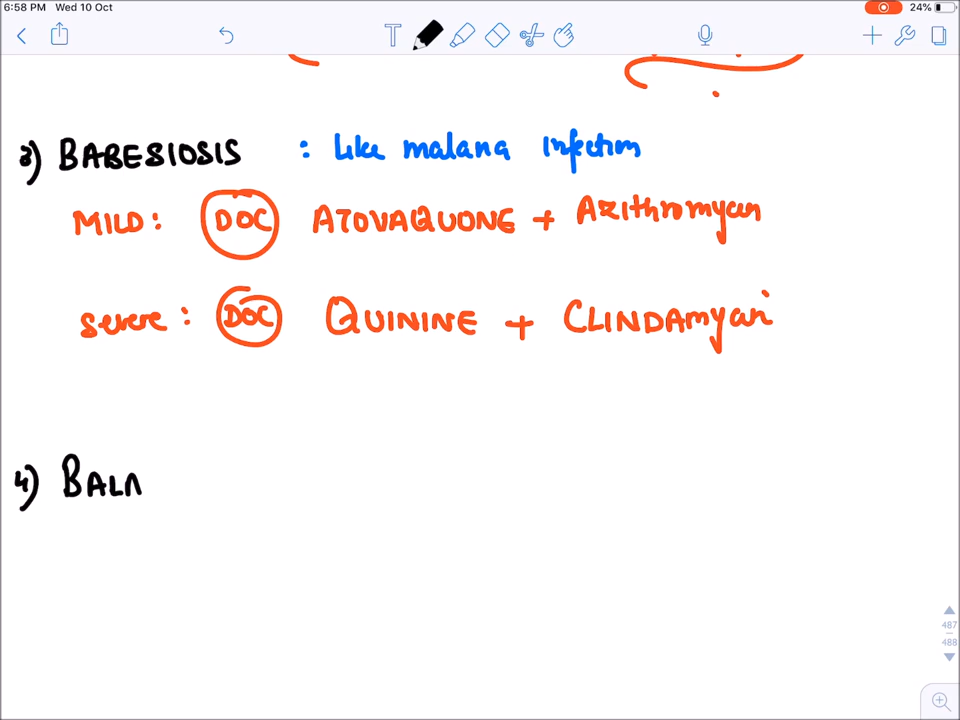 6:58 PM Wed 10 Oct 24%
3) BABESIOSIS : Like malaria infection
MILD: DOC ATOVAQUONE + Azithromycin
severe: DOC QUININE + CLINDAmycin
4) BALA
487
488